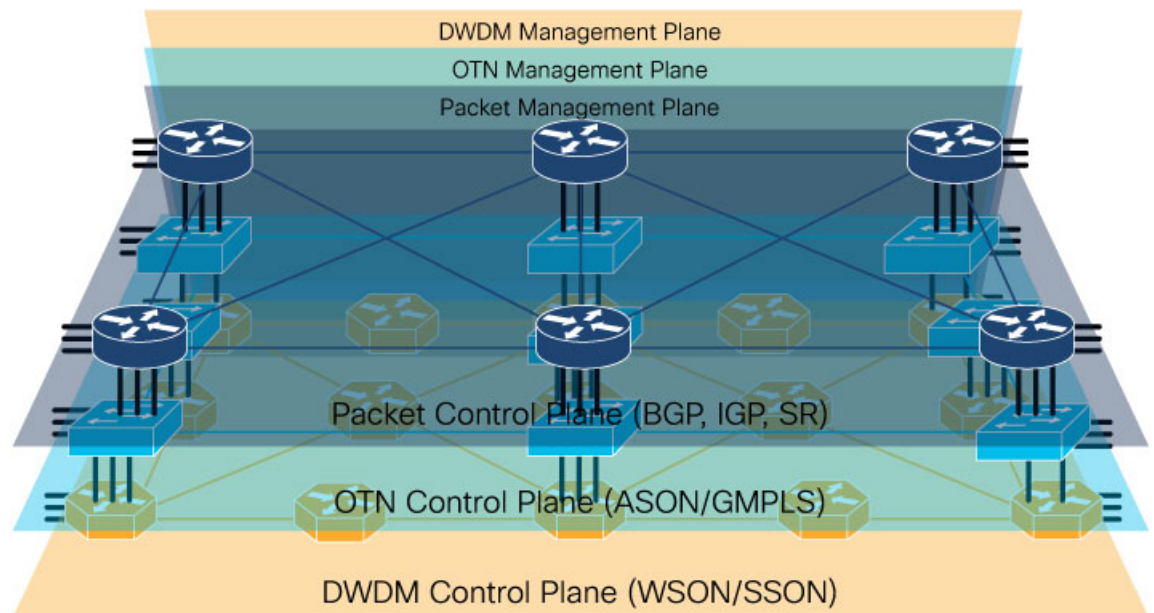 DWDM Management Plane
OTN Management Plane
Packet Management Plane
Packet Control Plane (BGP, IGP, SR)
OTN Control Plane (ASON/GMPLS)
DWDM Control Plane (WSON/SSON)